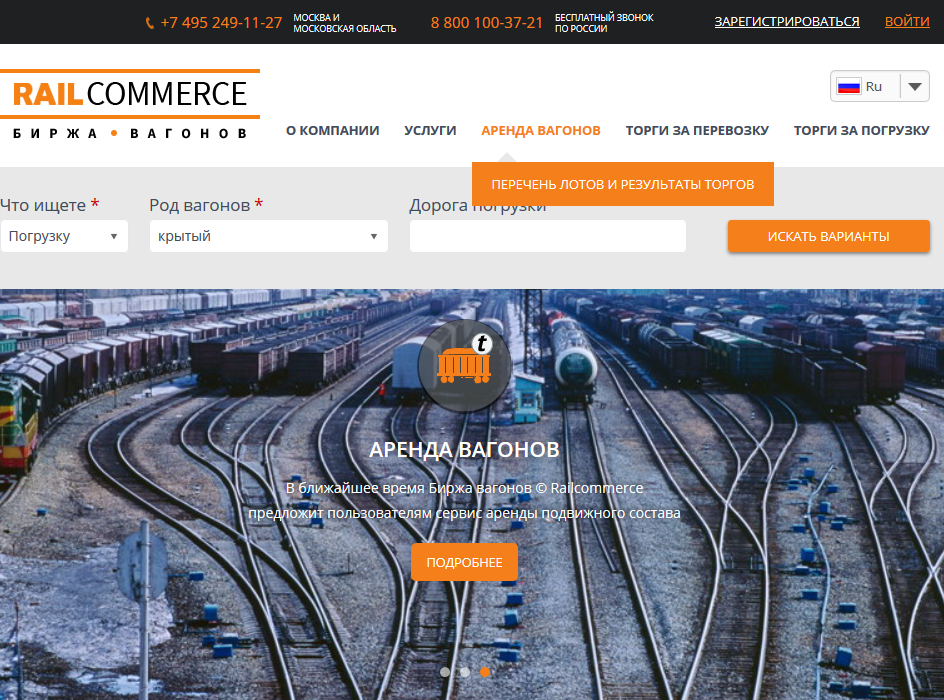 +7 495 249-11-27
МОСКВА И
МОСКОВСКАЯ ОБЛАСТЬ
8 800 100-37-21
БЕСПЛАТНЫЙ ЗВОНОК
ПО РОССИИ
ЗАРЕГИСТРИРОВАТЬСЯ
ВОЙТИ
RAILCOMMERCE
БИРЖА • ВАГОНОВ
Ru
О КОМПАНИИ
УСЛУГИ
АРЕНДА ВАГОНОВ
ТОРГИ ЗА ПЕРЕВОЗКУ
ТОРГИ ЗА ПОГРУЗКУ
ПЕРЕЧЕНЬ ЛОТОВ И РЕЗУЛЬТАТЫ ТОРГОВ
Что ищете *
Род вагонов *
Дорога погрузки
Погрузку
крытый
ИСКАТЬ ВАРИАНТЫ
t
АРЕНДА ВАГОНОВ
В ближайшее время Биржа вагонов © Railcommerce
предложит пользователям сервис аренды подвижного состава
ПОДРОБНЕЕ